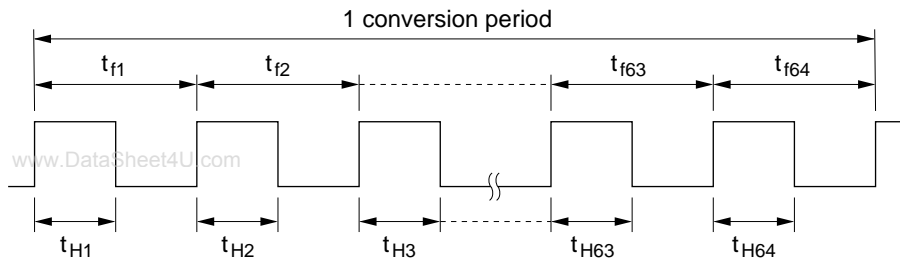 1 conversion period
tf1 tf2 tf63 tf64
www.DataSheet4U.com
tH1 tH2 tH3 tH63 tH64